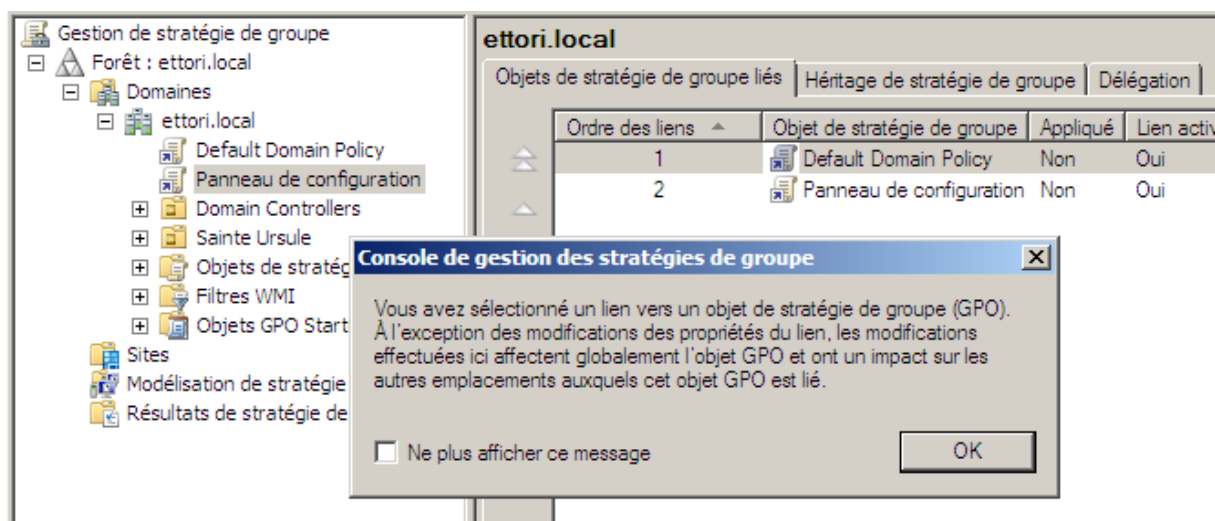 Gestion de stratégie de groupe
Forêt : ettori.local
Domaines
ettori.local
Default Domain Policy
Panneau de configuration
Domain Controllers
Sainte Ursule
Objets de stratég
Filtres WMI
Objets GPO Start
Sites
Modélisation de stratégie
Résultats de stratégie de
ettori.local
Objets de stratégie de groupe liés Héritage de stratégie de groupe Délégation
Ordre des liens Objet de stratégie de groupe Appliqué Lien activ
1 Default Domain Policy Non Oui
2 Panneau de configuration Non Oui
Console de gestion des stratégies de groupe
Vous avez sélectionné un lien vers un objet de stratégie de groupe (GPO).
À l'exception des modifications des propriétés du lien, les modifications
effectuées ici affectent globalement l'objet GPO et ont un impact sur les
autres emplacements auxquels cet objet GPO est lié.
Ne plus afficher ce message
OK